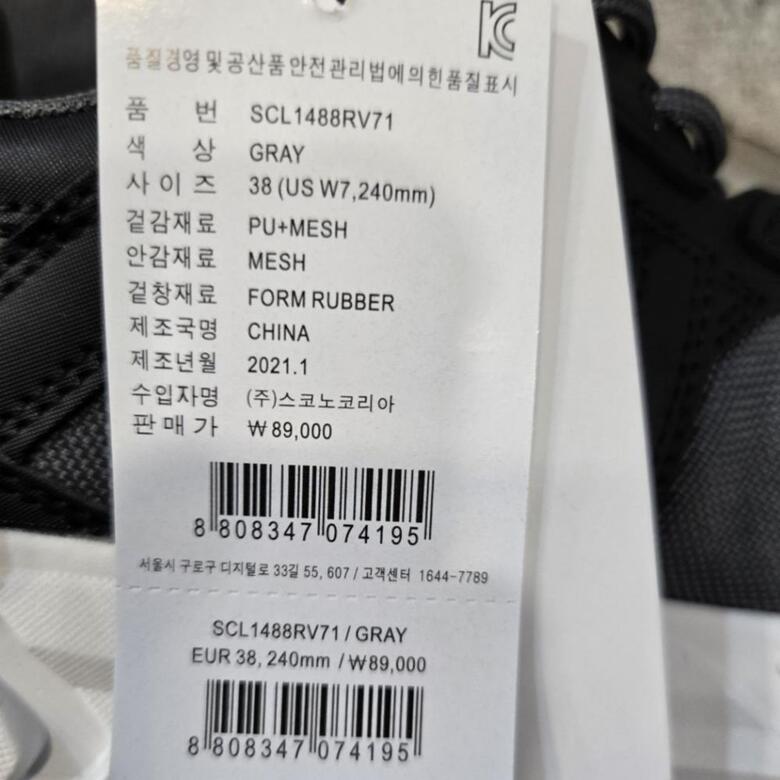 품질경영 및 공산품 안전관리법에 의힌 품질표시
품 번 SCL1488RV71
색 상 GRAY
사 이 즈 38 (US W7,240mm)
겉감재료 PU+MESH
안감재료 MESH
겉창재료 FORM RUBBER
제조국명 CHINA
제조년월 2021.1
수입자명 (주)스코노코리아
판 매 가 ₩ 89,000
8 808347 074195
서울시 구로구 디지털로 33길 55, 607 / 고객센터 1644-7789
SCL1488RV71 / GRAY
EUR 38, 240mm / ₩89,000
8 808347 074195